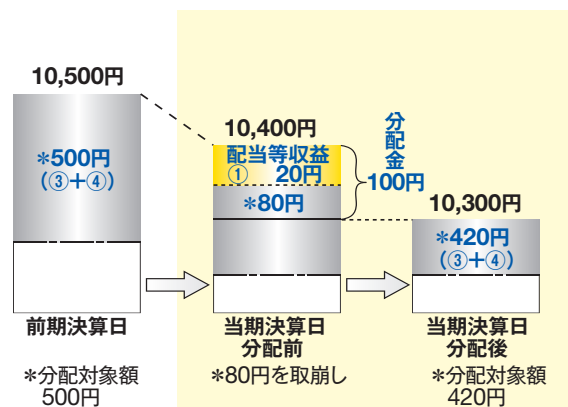 10,500円
＊500円
（③＋④）
前期決算日
＊分配対象額
500円
10,400円
配当等収益
① 20円
＊80円
分配金
100円
当期決算日
分配前
＊80円を取崩し
10,300円
＊420円
（③＋④）
当期決算日
分配後
＊分配対象額
420円